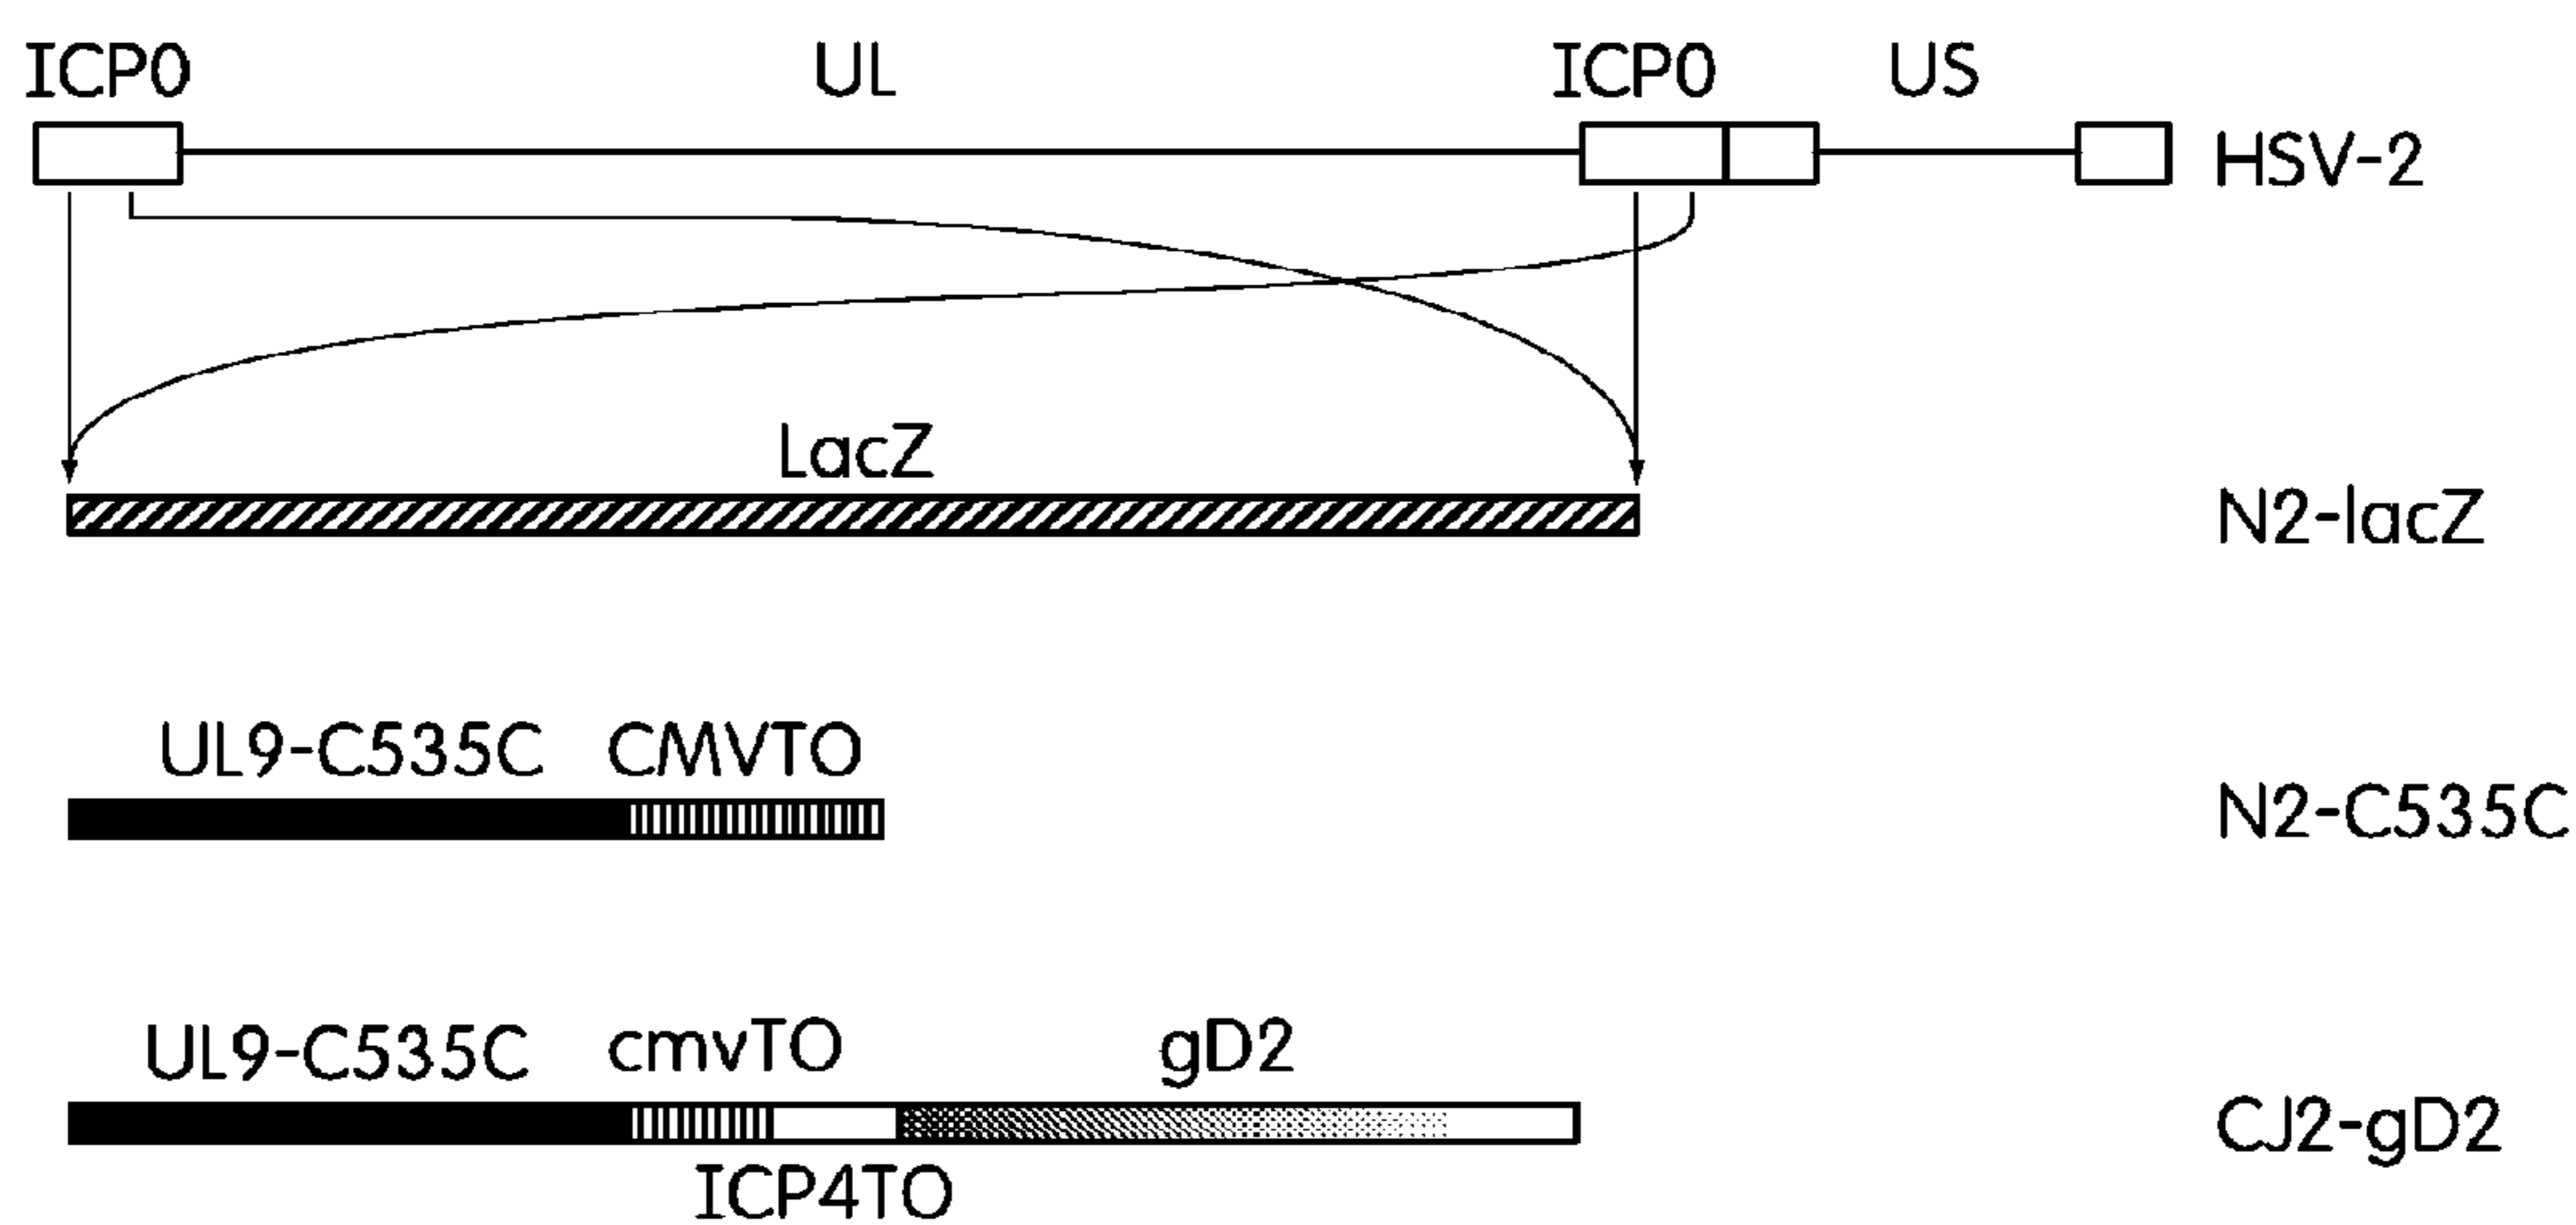 ICP0 UL ICP0 US
HSV-2
LacZ
N2-lacZ
UL9-C535C CMVTO
N2-C535C
UL9-C535C cmvTO gD2
CJ2-gD2
ICP4TO